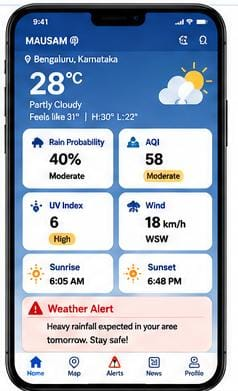 9:41
MAUSAM
Bengaluru, Karnataka
28°C
Partly Cloudy
Feels like 31° | H:30° L:22°
Rain Probability
40%
Moderate
AQI
58
Moderate
UV Index
6
High
Wind
18 km/h
WSW
Sunrise
6:05 AM
Sunset
6:48 PM
Weather Alert
Heavy rainfall expected in your area
tomorrow. Stay safe!
Home
Map
Alerts
News
Profile